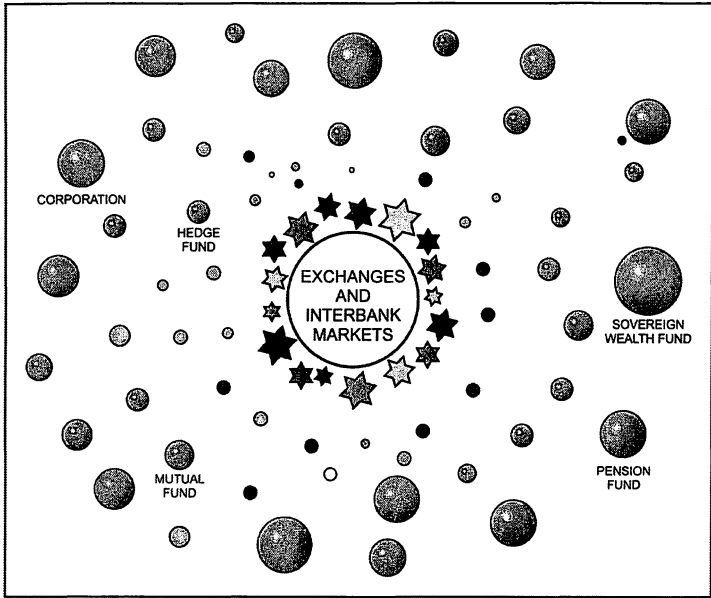 CORPORATION
HEDGE
FUND
EXCHANGES
AND
INTERBANK
MARKETS
SOVEREIGN
WEALTH FUND
MUTUAL
FUND
PENSION
FUND